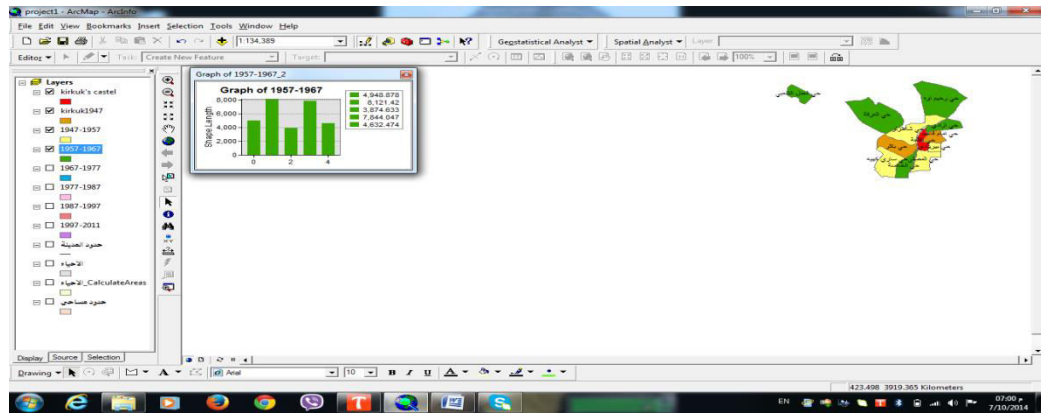 project1 - ArcMap - ArcInfo
File Edit View Bookmarks Insert Selection Tools Window Help
1:134,389
Geostatistical Analyst
Spatial Analyst
Layer:
Editor
Task: Create New Feature
Target:
100%
Layers
kirkuk's castel
kirkuk1947
1947-1957
1957-1967
1967-1977
1977-1987
1987-1997
1997-2011
حدود المدينة
الاحياء
الاحياء_CalculateAreas
حدود مساحي
Graph of 1957-1967_2
Graph of 1957-1967
Shape Length
8,000
6,000
4,000
2,000
0
0 2 4
4,948.878
8,121.42
3,874.633
7,844.047
4,632.474
Display Source Selection
Drawing
Arial
10
B I U A
423.498 3919.365 Kilometers
EN
07:00 م
7/10/2014